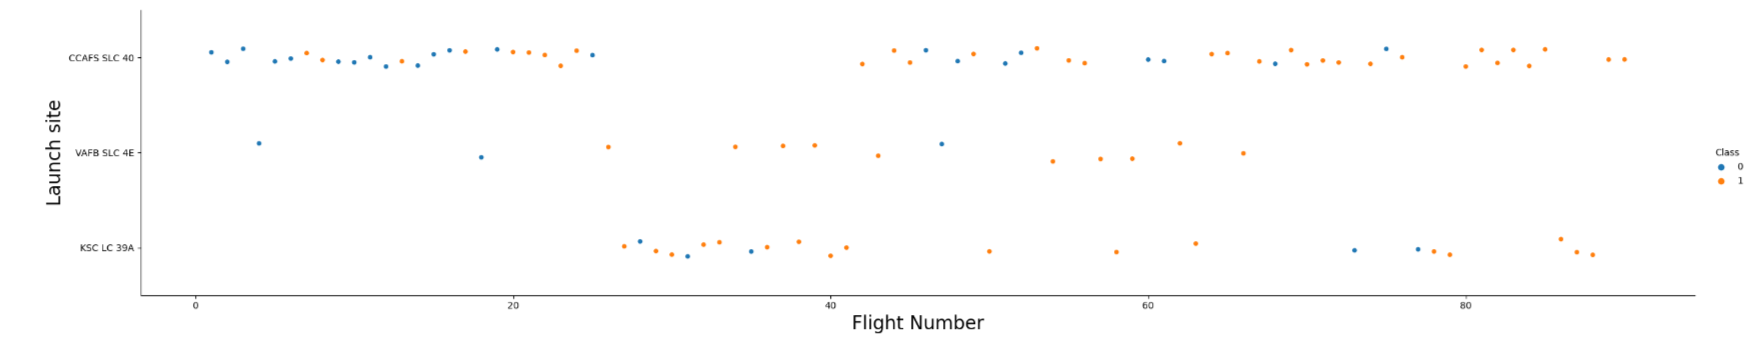 CCAFS SLC 40
VAFB SLC 4E
KSC LC 39A
Launch site
0
20
40
60
80
Flight Number
Class
0
1